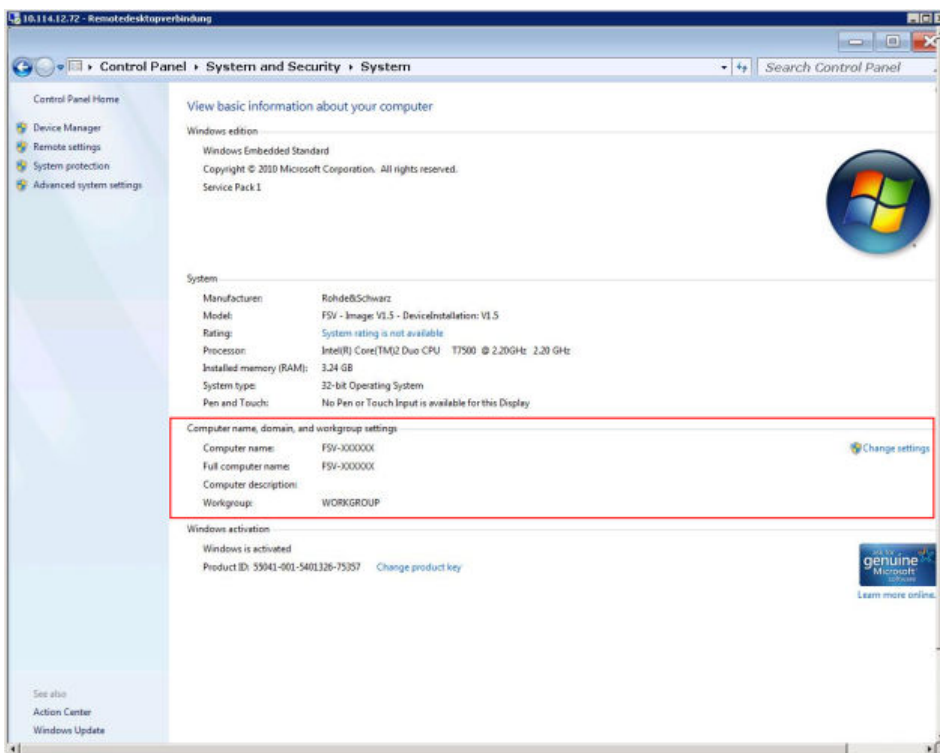 10.114.12.72 - Remotedesktopverbindung
Control Panel System and Security System
Search Control Panel
Control Panel Home
Device Manager
Remote settings
System protection
Advanced system settings
View basic information about your computer
Windows edition
Windows Embedded Standard
Copyright © 2010 Microsoft Corporation. All rights reserved.
Service Pack 1
System
Manufacturer: Rohde&Schwarz
Model: FSV - Image: V1.5 - DeviceInstallation: V1.5
Rating: System rating is not available
Processor: Intel(R) Core(TM)2 Duo CPU T7500 @ 2.20GHz 2.20 GHz
Installed memory (RAM): 3.24 GB
System type: 32-bit Operating System
Pen and Touch: No Pen or Touch Input is available for this Display
Computer name, domain, and workgroup settings
Computer name: FSV-XXXXXX
Change settings
Full computer name: FSV-XXXXXX
Computer description:
Workgroup: WORKGROUP
Windows activation
Windows is activated
Product ID: 55041-001-5401326-75357 Change product key
ask for
genuine
Microsoft
software
Learn more online.
See also
Action Center
Windows Update